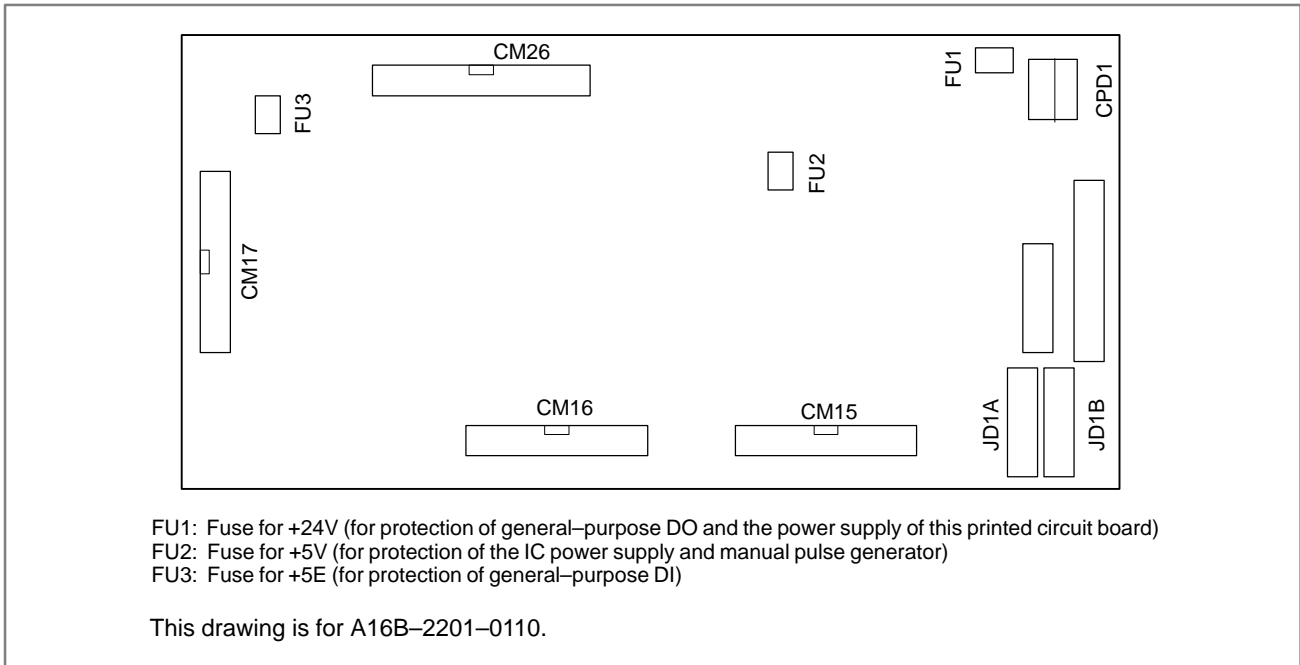 CM26
FU1
CPD1
FU3
FU2
CM17
CM16
CM15
JD1A
JD1B
FU1: Fuse for +24V (for protection of general–purpose DO and the power supply of this printed circuit board)
FU2: Fuse for +5V (for protection of the IC power supply and manual pulse generator)
FU3: Fuse for +5E (for protection of general–purpose DI)
This drawing is for A16B–2201–0110.